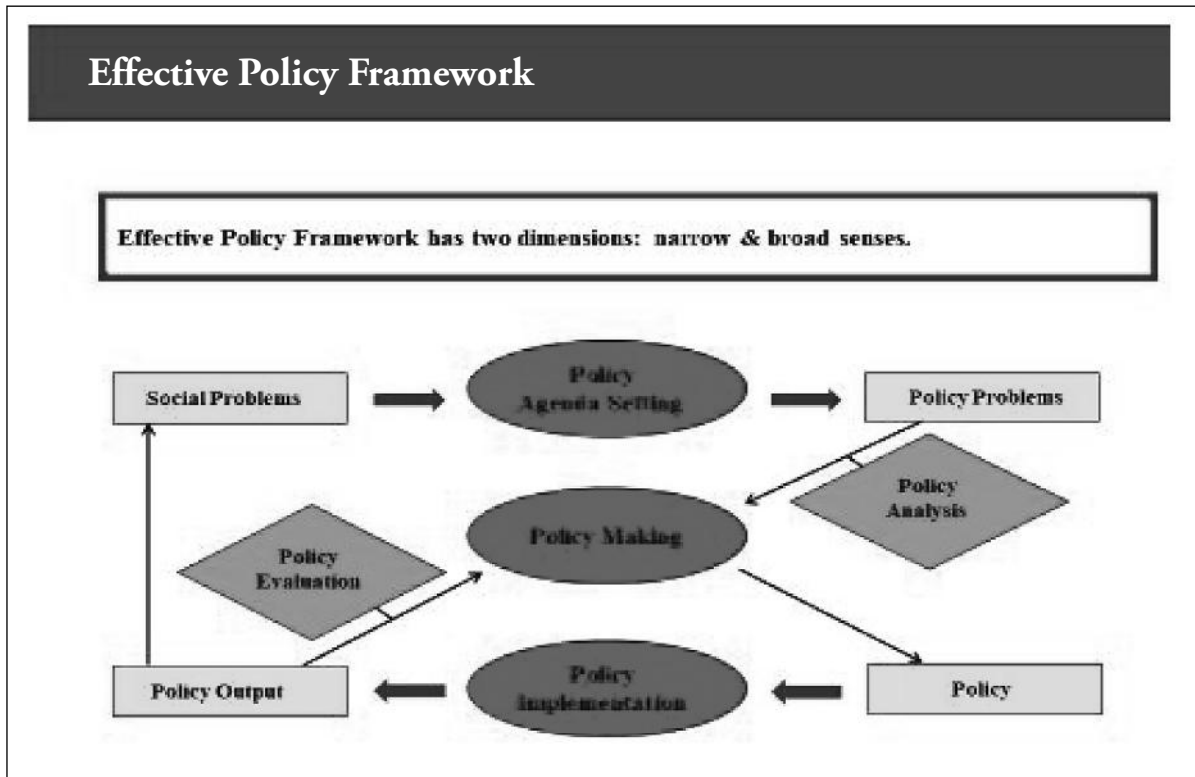 Effective Policy Framework
Effective Policy Framework has two dimensions: narrow & broad senses.
Social Problems
Policy
Agenda Setting
Policy Problems
Policy
Analysis
Policy Making
Policy
Evaluation
Policy Output
Policy
Implementation
Policy